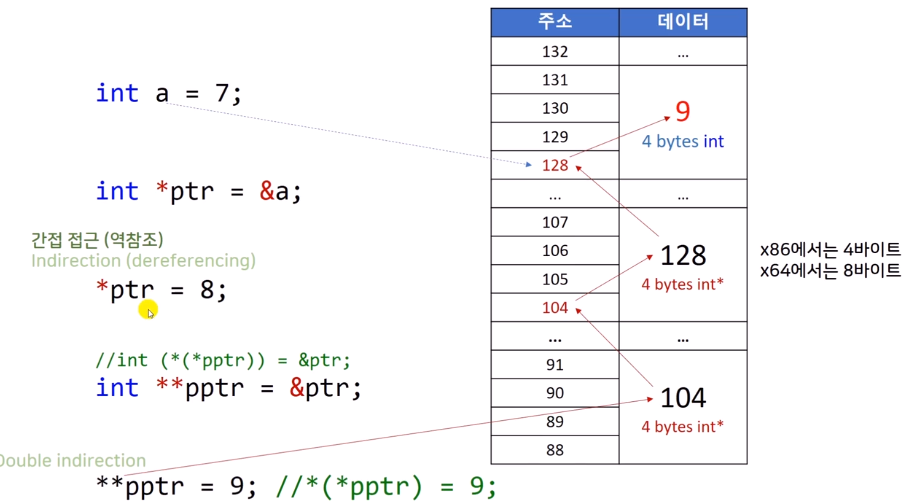 주소 데이터
132 ...
131
int a = 7;
130 9
129 4 bytes int
128
int *ptr = &a;
... ...
107
간접 접근 (역참조)
Indirection (dereferencing)
106 128
x86에서는 4바이트
x64에서는 8바이트
105 4 bytes int*
*ptr = 8;
104
... ...
//int (*(*pptr)) = &ptr;
91
int **pptr = &ptr;
90 104
89 4 bytes int*
88
Double indirection
**pptr = 9; //*(*pptr) = 9;